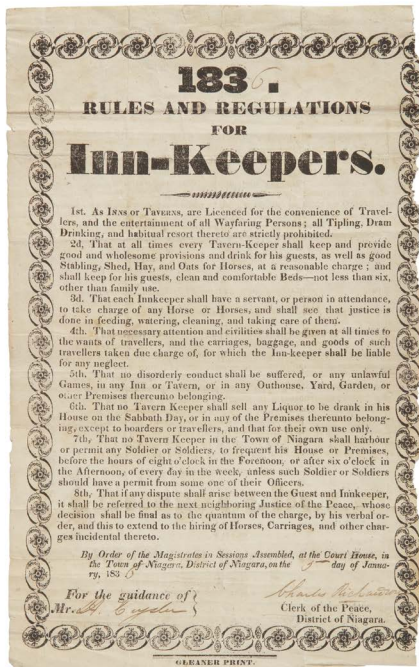 1836.
RULES AND REGULATIONS
FOR
Inn-Keepers.
1st. As INNS or TAVERNS, are Licenced for the convenience of Travel-
lers, and the entertainment of all Wayfaring Persons; all Tipling, Dram
Drinking, and habitual resort thereto are strictly prohibited.
2d, That at all times every Tavern-Keeper shall keep and provide
good and wholesome provisions and drink for his guests, as well as good
Stabling, Shed, Hay, and Oats for Horses, at a reasonable charge; and
shall keep for his guests, clean and comfortable Beds—not less than six,
other than family use.
3d. That each Innkeeper shall have a servant, or person in attendance,
to take charge of any Horse or Horses, and shall see that justice is
done in feeding, watering, cleaning, and taking care of them.
4th. That necessary attention and civilities shall be given at all times to
the wants of travellers, and the carriages, baggage, and goods of such
travellers taken due charge of, for which the Inn-keeper shall be liable
for any neglect.
5th. That no disorderly conduct shall be suffered, or any unlawful
Games, in any Inn or Tavern, or in any Outhouse, Yard, Garden, or
other Premises thereunto belonging.
6th. That no Tavern Keeper shall sell any Liquor to be drank in his
House on the Sabbath Day, or in any of the Premises thereunto belong-
ing, except to boarders or travellers, and that for their own use only.
7th, That no Tavern Keeper in the Town of Niagara shall harbour
or permit any Soldier or Soldiers, to frequent his House or Premises,
before the hours of eight o'clock in the Forenoon, or after six o'clock in
the Afternoon, of every day in the week, unless such Soldier or Soldiers
should have a permit from some one of their Officers.
8th, That if any dispute shall arise between the Guest and Innkeeper,
it shall be referred to the next neighboring Justice of the Peace, whose
decision shall be final as to the quantum of the charge, by his verbal or-
der, and this to extend to the hiring of Horses, Carriages, and other char-
ges incidental thereto.
By Order of the Magistrates in Sessions Assembled, at the Court House, in
the Town of Niagara, District of Niagara, on the day of Janua-
ry, 1836
For the guidance of
Charles Richardson
Mr.
Clerk of the Peace,
District of Niagara.
GLEANER PRINT.